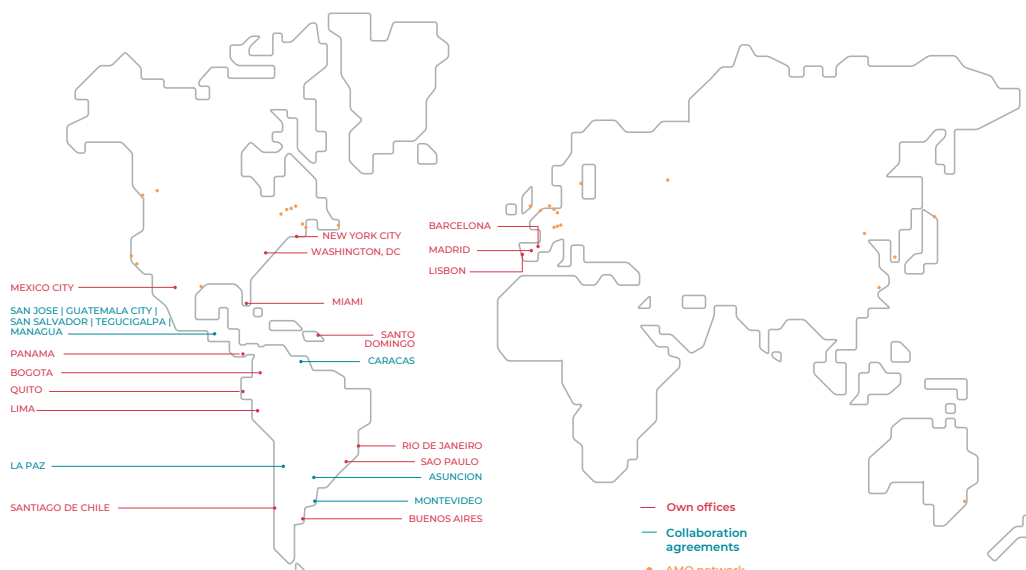 NEW YORK CITY
WASHINGTON, DC
MIAMI
SANTO
DOMINGO
CARACAS
MEXICO CITY
SAN JOSE | GUATEMALA CITY |
SAN SALVADOR | TEGUCIGALPA |
MANAGUA
PANAMA
BOGOTA
QUITO
LIMA
LA PAZ
SANTIAGO DE CHILE
RIO DE JANEIRO
SAO PAULO
ASUNCION
MONTEVIDEO
BUENOS AIRES
BARCELONA
MADRID
LISBON
Own offices
Collaboration
agreements
AMO network